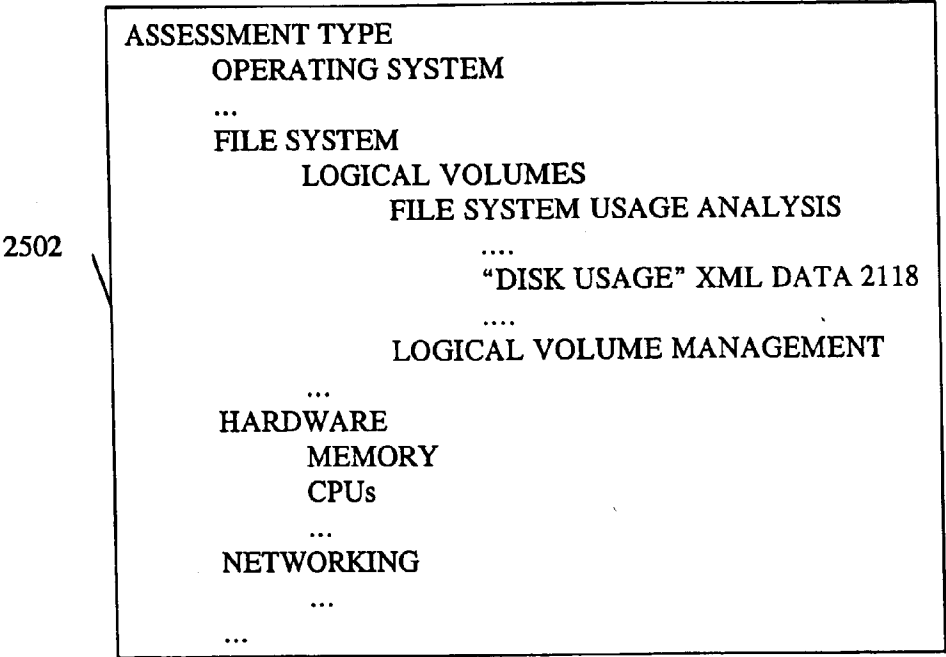 ASSESSMENT TYPE
OPERATING SYSTEM
...
FILE SYSTEM
LOGICAL VOLUMES
FILE SYSTEM USAGE ANALYSIS
....
2502
"DISK USAGE" XML DATA 2118
....
LOGICAL VOLUME MANAGEMENT
...
HARDWARE
MEMORY
CPUs
...
NETWORKING
...
...